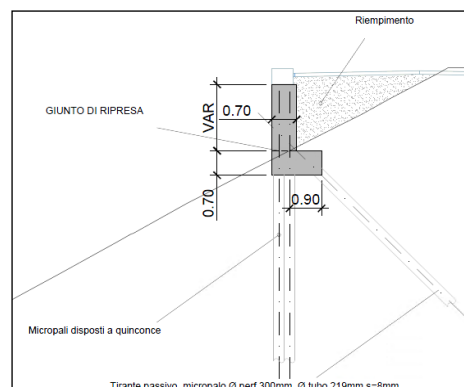 Riempimento
GIUNTO DI RIPRESA
VAR
0.70
0.70
0.90
Micropali disposti a quinconce
Tirante passivo, micropalo Ø perf 300mm, Ø tubo 219mm s=8mm